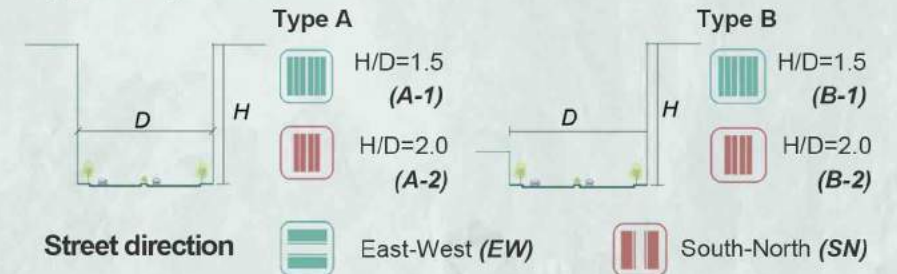 Type A
H/D=1.5
(A-1)
H/D=2.0
(A-2)
D
H
Type B
H/D=1.5
(B-1)
H/D=2.0
(B-2)
D
H
Street direction
East-West (EW)
South-North (SN)